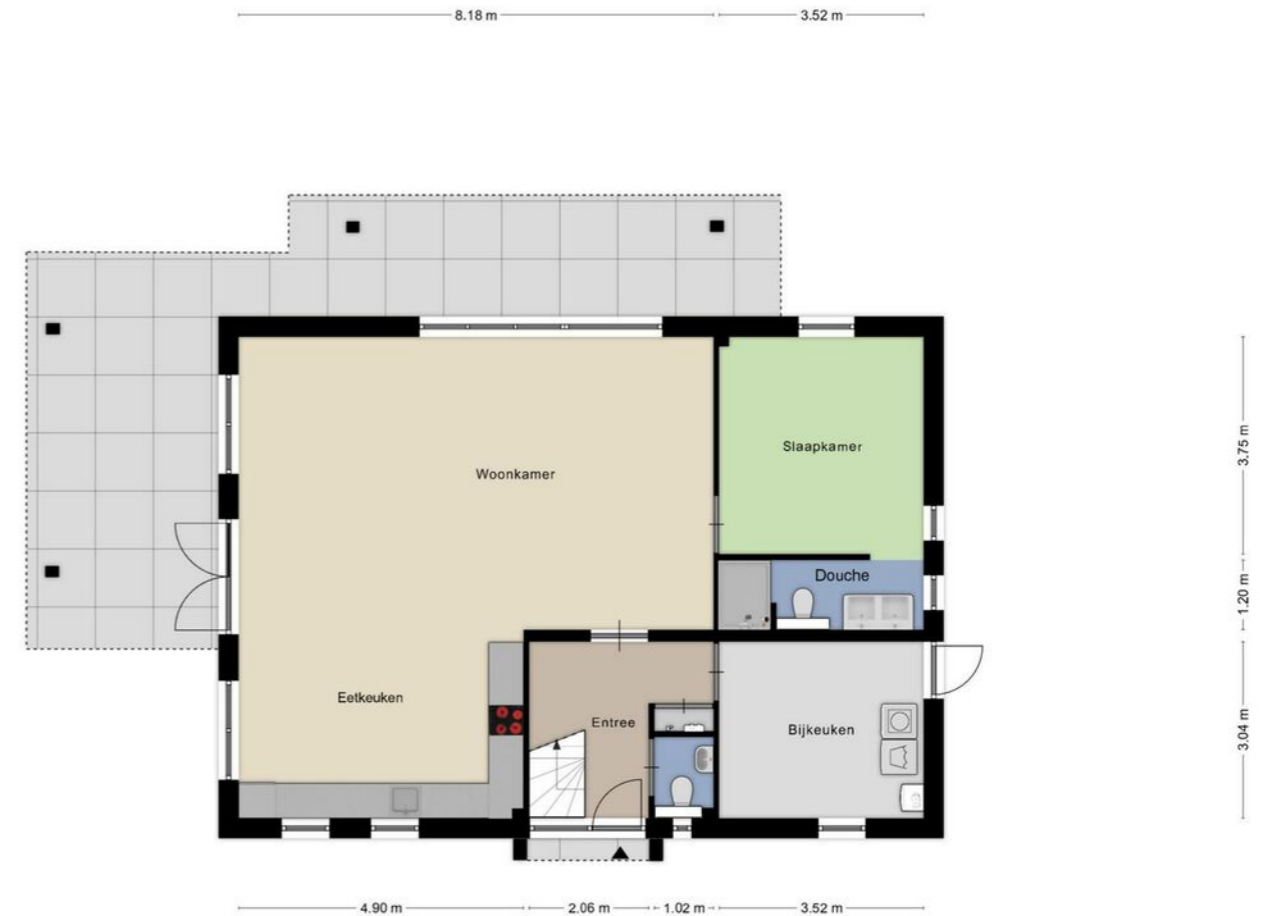 8.18 m
3.52 m
3.75 m
Slaapkamer
Woonkamer
Douche
1.20 m
Eetkeuken
Entree
Bijkeuken
3.04 m
4.90 m
2.06 m
1.02 m
3.52 m